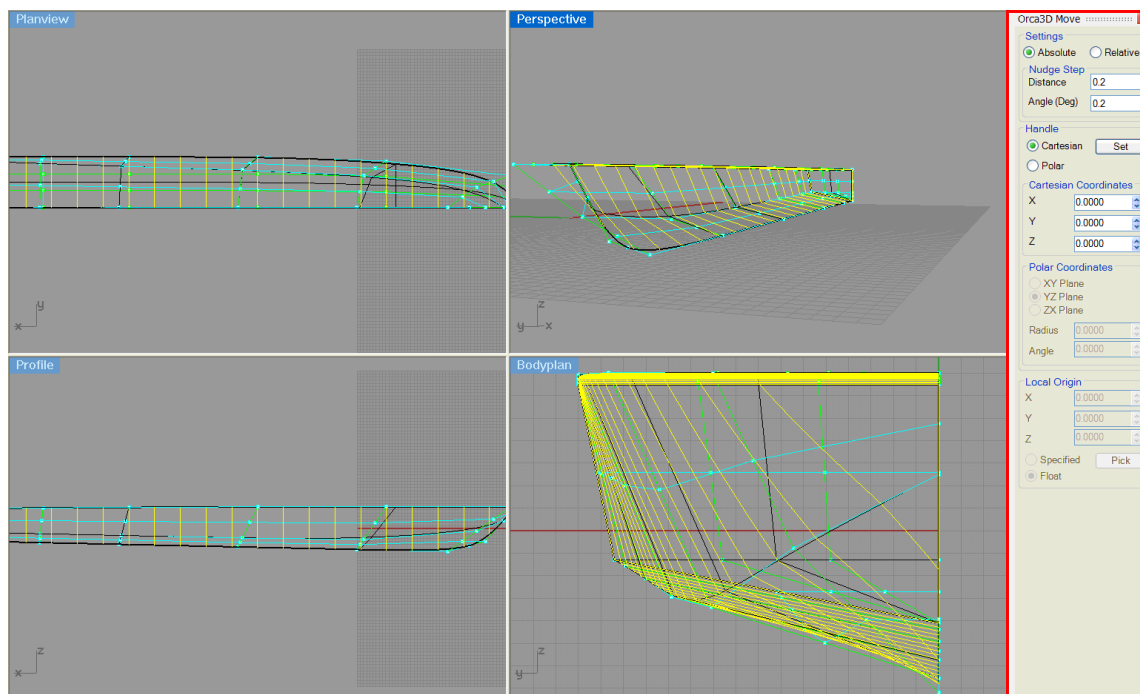 Planview
Perspective
Orca3D Move
Settings
Absolute Relative
Nudge Step
Distance 0.2
Angle (Deg) 0.2
Handle
Cartesian Set
Polar
Cartesian Coordinates
X 0.0000
Y 0.0000
Z 0.0000
Polar Coordinates
XY Plane
YZ Plane
ZX Plane
Radius 0.0000
Angle 0.0000
Local Origin
X 0.0000
Y 0.0000
Z 0.0000
Specified Pick
Float
y
x
z
y x
Profile
Bodyplan
z
x
z
y